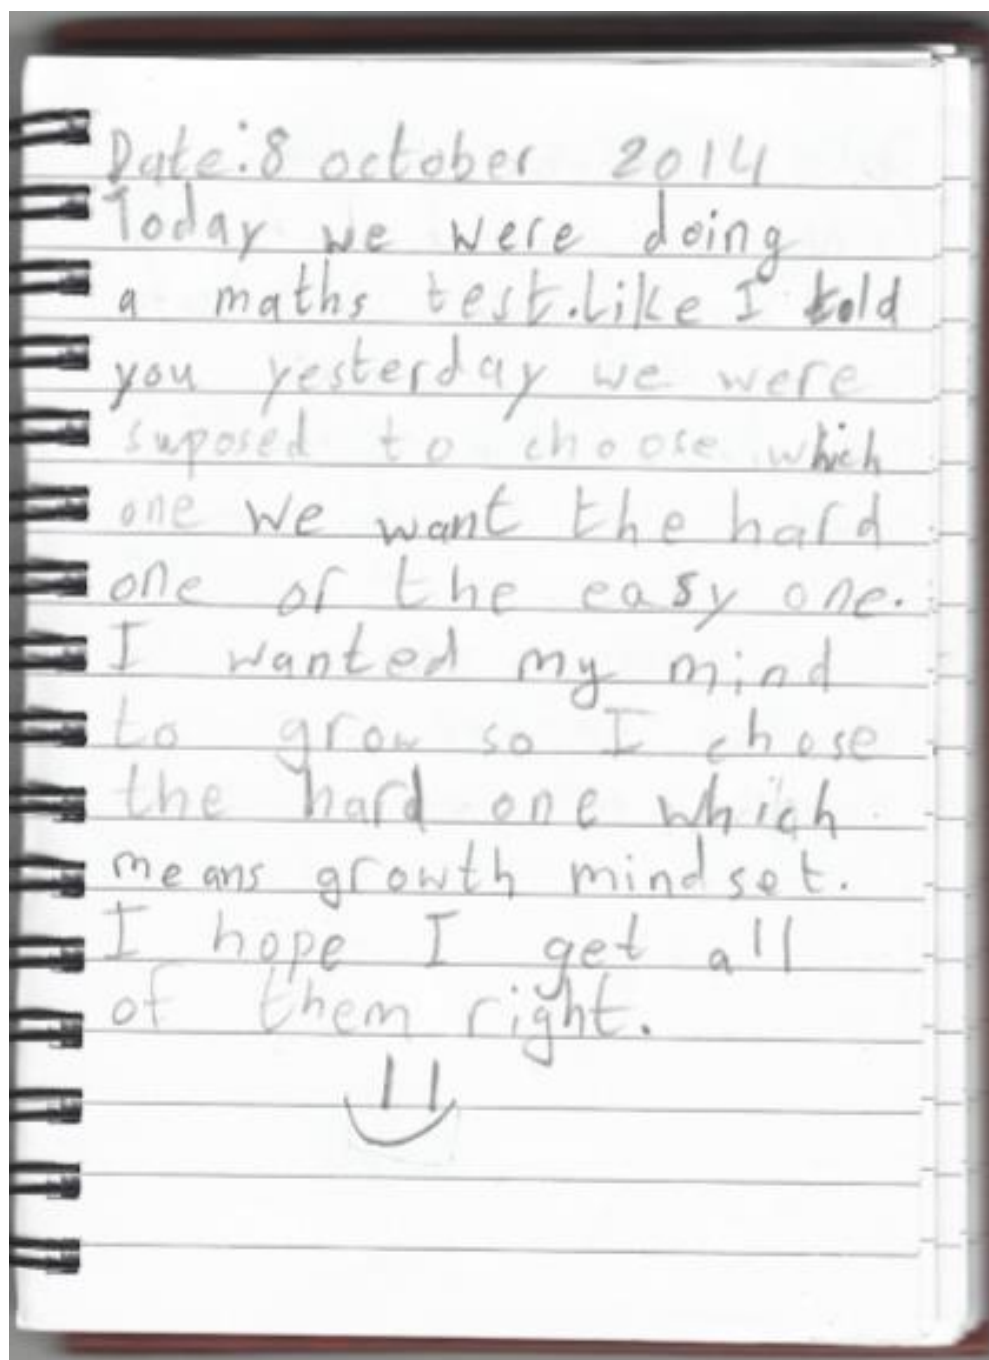 Date:8 october 2014
Today we were doing
a maths test.Like I told
you yesterday we were
suposed to choose which
one we want the hard
one or the easy one.
I wanted my mind
to grow so I chose
the hard one which
means growth mindset.
I hope I get all
of them right.